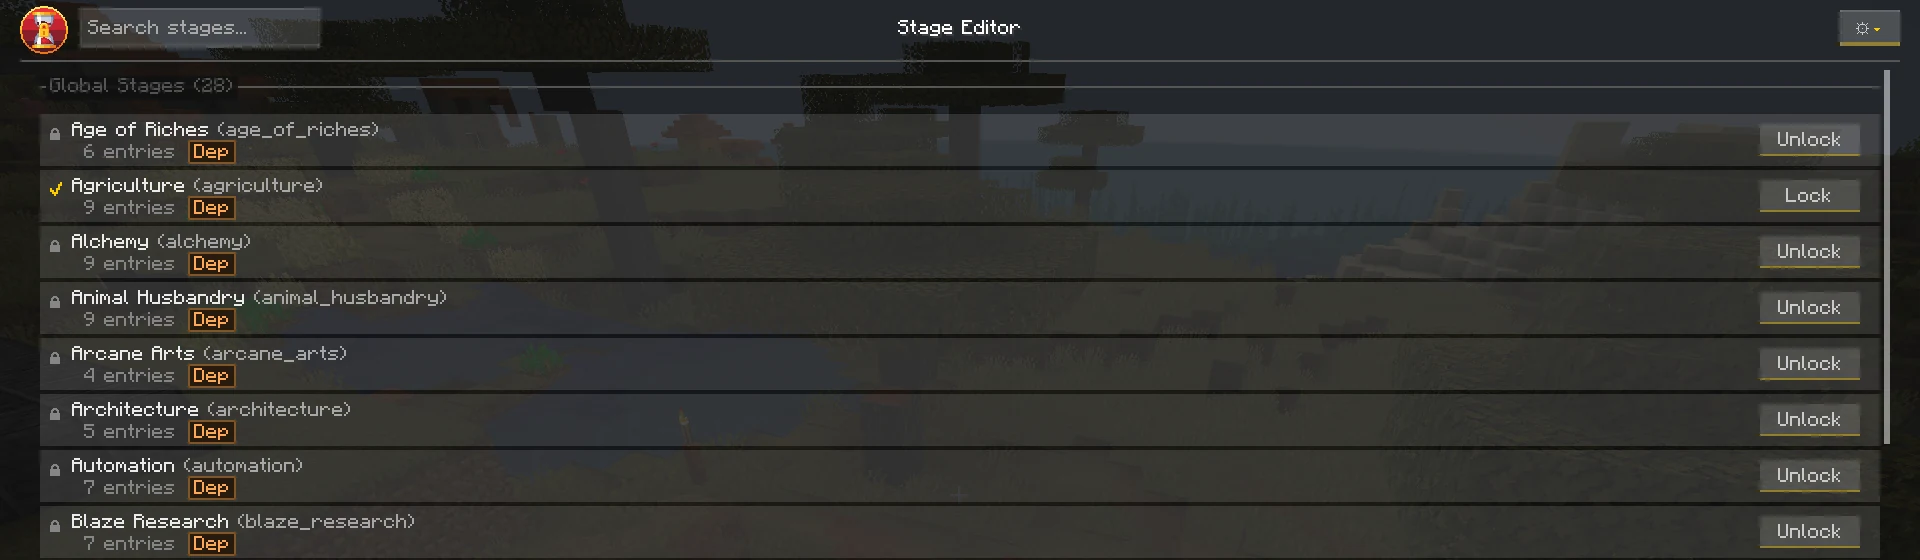 Search stages...
Stage Editor
Global Stages (28)
Age of Riches (age_of_riches)
6 entries Dep
Unlock
Agriculture (agriculture)
9 entries Dep
Lock
Alchemy (alchemy)
9 entries Dep
Unlock
Animal Husbandry (animal_husbandry)
9 entries Dep
Unlock
Arcane Arts (arcane_arts)
4 entries Dep
Unlock
Architecture (architecture)
5 entries Dep
Unlock
Automation (automation)
7 entries Dep
Unlock
Blaze Research (blaze_research)
7 entries Dep
Unlock